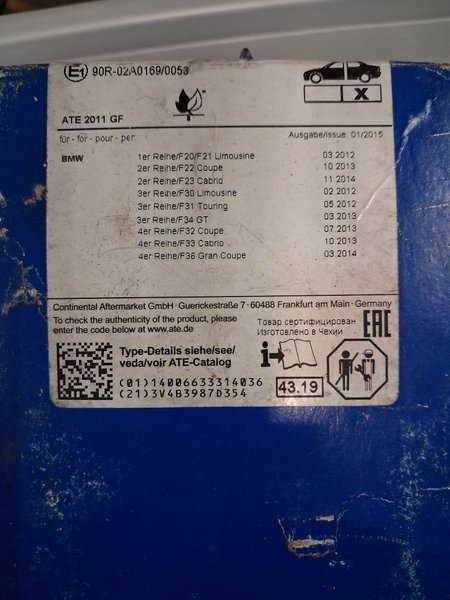 E1 90R-02A0169/0053
X
ATE 2011 GF
für - for - pour - per: Ausgabe/Issue: 01/2015
BMW 1er Reihe/F20/F21 Limousine 03.2012
2er Reihe/F22 Coupe 10.2013
2er Reihe/F23 Cabrio 11.2014
3er Reihe/F30 Limousine 02.2012
3er Reihe/F31 Touring 05.2012
3er Reihe/F34 GT 03.2013
4er Reihe/F32 Coupe 07.2013
4er Reihe/F33 Cabrio 10.2013
4er Reihe/F36 Gran Coupe 03.2014
Continental Aftermarket GmbH · Guerickestraße 7 · 60488 Frankfurt am Main · Germany
To check the authenticity of the product, please
enter the code below at www.ate.de.
Товар сертифицирован
Изготовлено в Чехии
EAC
Type-Details siehe/see/
veda/voir ATE-Catalog
i
(01)14006633314036
(21)3V4B3987D354
43.19